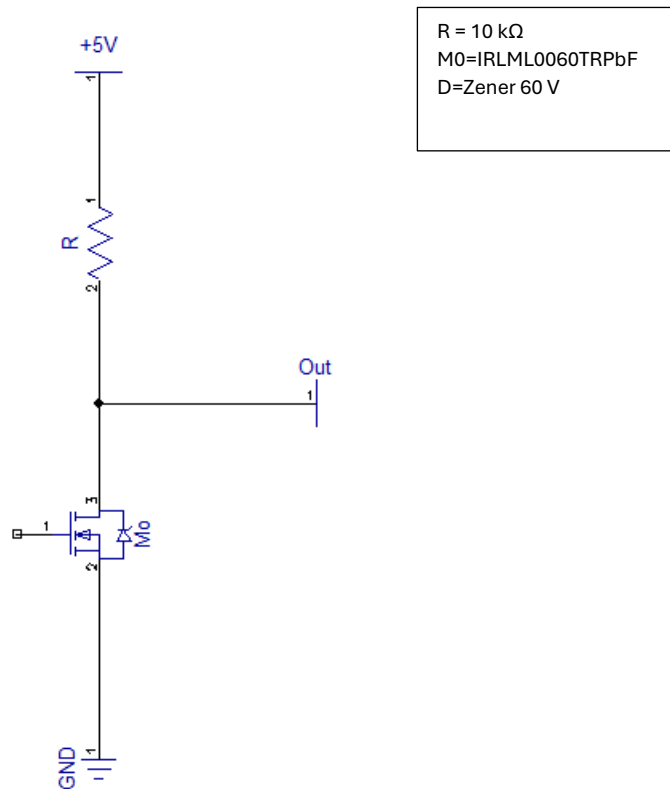 R = 10 kΩ
M0=IRLML0060TRPbF
D=Zener 60 V
+5V
1
1
R
2
Out
1
3
1
Mo
2
1
GND